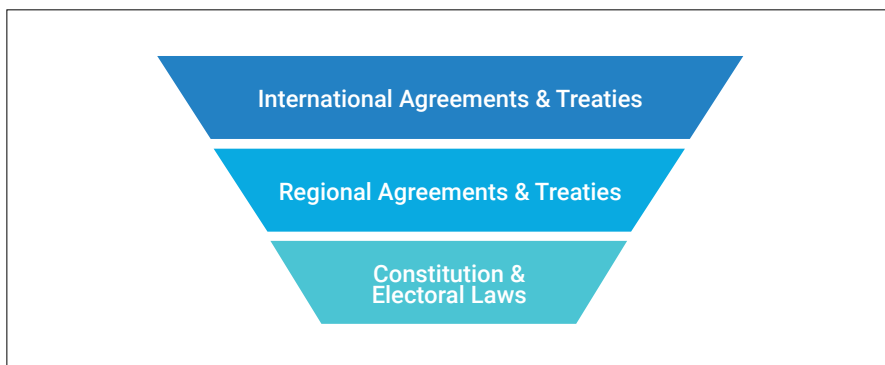 International Agreements & Treaties
Regional Agreements & Treaties
Constitution &
Electoral Laws